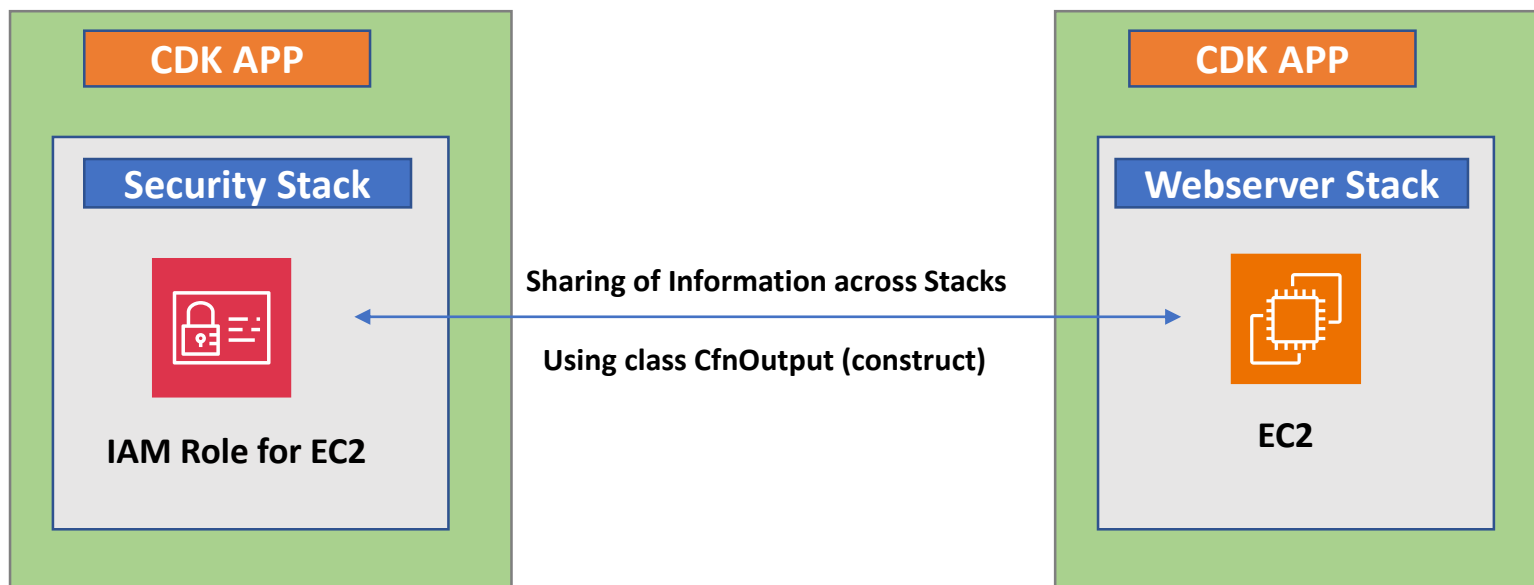 CDK APP
Security Stack
IAM Role for EC2
Sharing of Information across Stacks
Using class CfnOutput (construct)
CDK APP
Webserver Stack
EC2